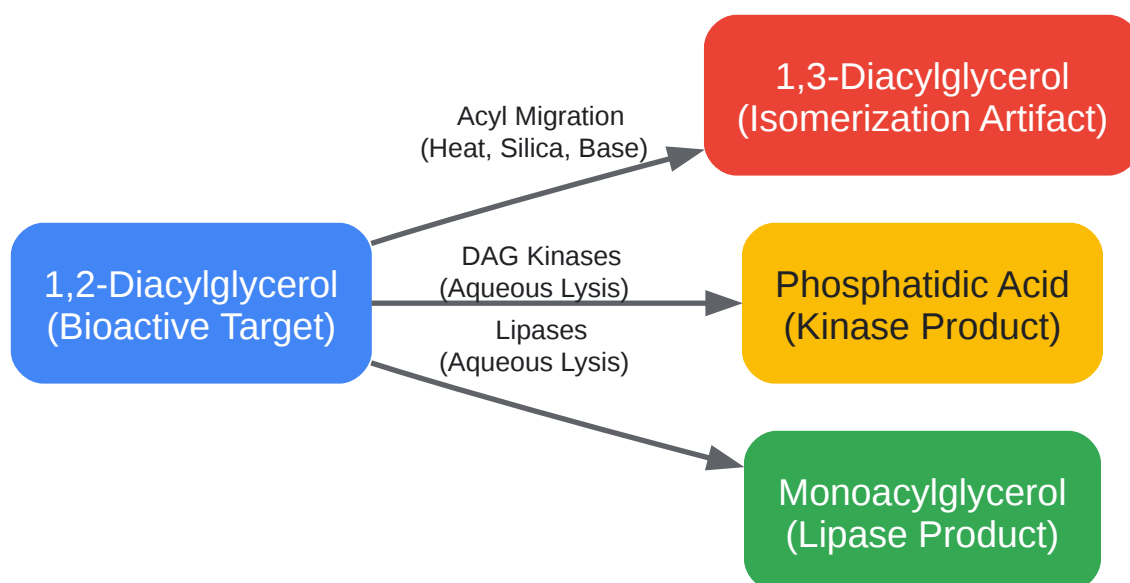 1,2-Diacylglycerol
(Bioactive Target)
Acyl Migration
(Heat, Silica, Base)
1,3-Diacylglycerol
(Isomerization Artifact)
DAG Kinases
(Aqueous Lysis)
Phosphatidic Acid
(Kinase Product)
Lipases
(Aqueous Lysis)
Monoacylglycerol
(Lipase Product)